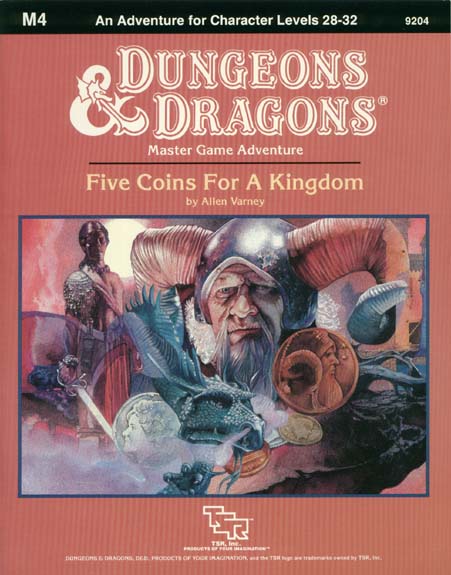 M4 An Adventure for Character Levels 28-32 9204
DUNGEONS
& DRAGONS®
Master Game Adventure
Five Coins For A Kingdom
by Allen Varney
TSR
TSR, Inc.
PRODUCTS OF YOUR IMAGINATION™
DUNGEONS & DRAGONS, D&D, PRODUCTS OF YOUR IMAGINATION, and the TSR logo are trademarks owned by TSR, Inc.